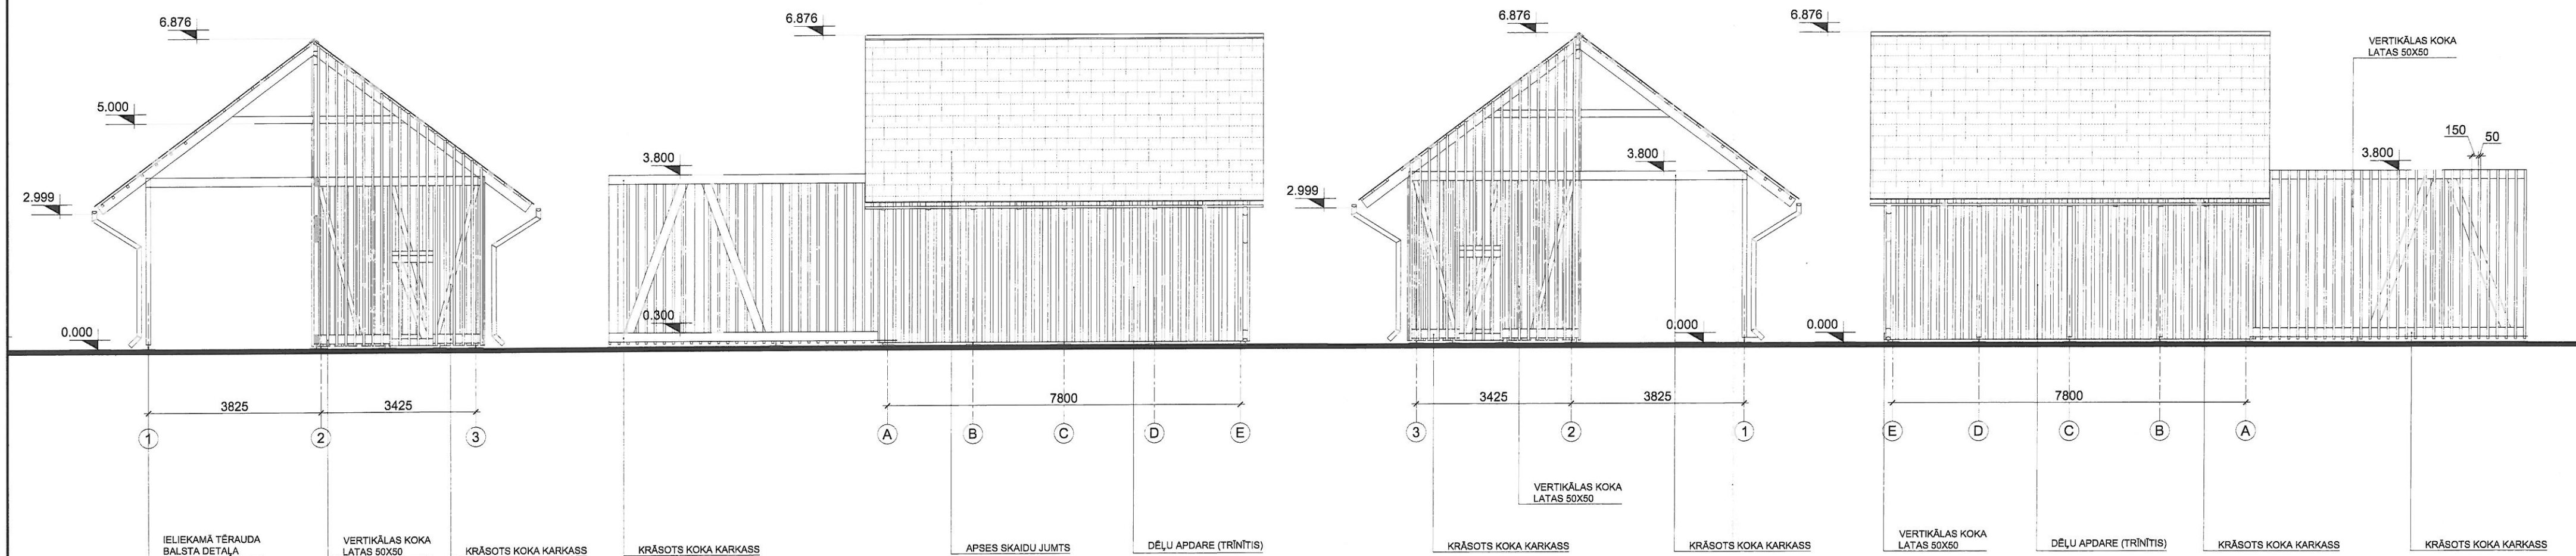 6.876
6.876
6.876
6.876
VERTIKĀLAS KOKA
LATAS 50X50
5.000
150
50
3.800
3.800
3.800
2.999
2.999
0.300
0.000
0.000
0.000
3825
3425
7800
3425
3825
7800
1
2
3
A
B
C
D
E
3
2
1
E
D
C
B
A
VERTIKĀLAS KOKA
LATAS 50X50
IELIEKAMĀ TĒRAUDA
BALSTA DETAĻA
VERTIKĀLAS KOKA
LATAS 50X50
KRĀSOTS KOKA KARKASS
KRĀSOTS KOKA KARKASS
APSES SKAIDU JUMTS
DĒĻU APDARE (TRĪNĪTIS)
KRĀSOTS KOKA KARKASS
KRĀSOTS KOKA KARKASS
VERTIKĀLAS KOKA
LATAS 50X50
DĒĻU APDARE (TRĪNĪTIS)
KRĀSOTS KOKA KARKASS
KRĀSOTS KOKA KARKASS